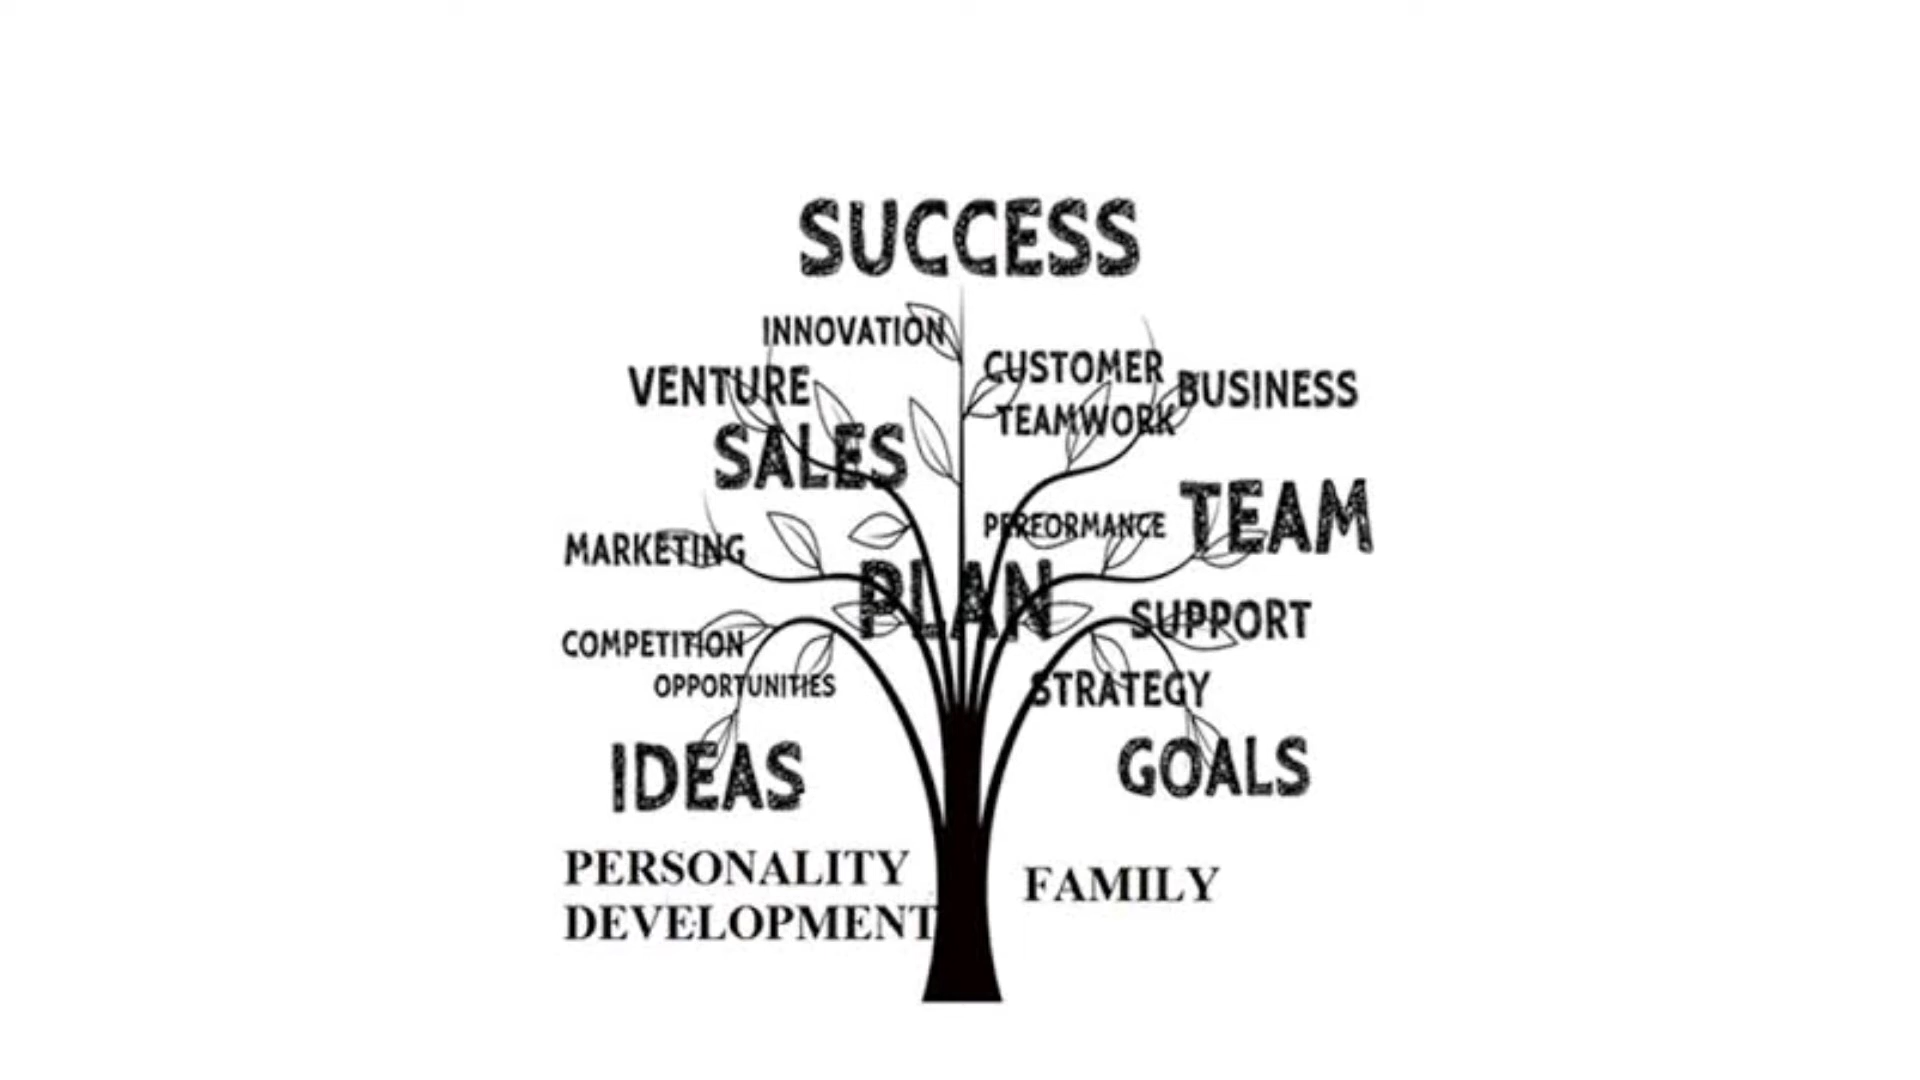 SUCCESS
INNOVATION
CUSTOMER
VENTURE
BUSINESS
TEAMWORK
SALES
TEAM
PERFORMANCE
MARKETING
PLAN
SUPPORT
COMPETITION
OPPORTUNITIES
STRATEGY
IDEAS
GOALS
PERSONALITY
DEVELOPMENT
FAMILY